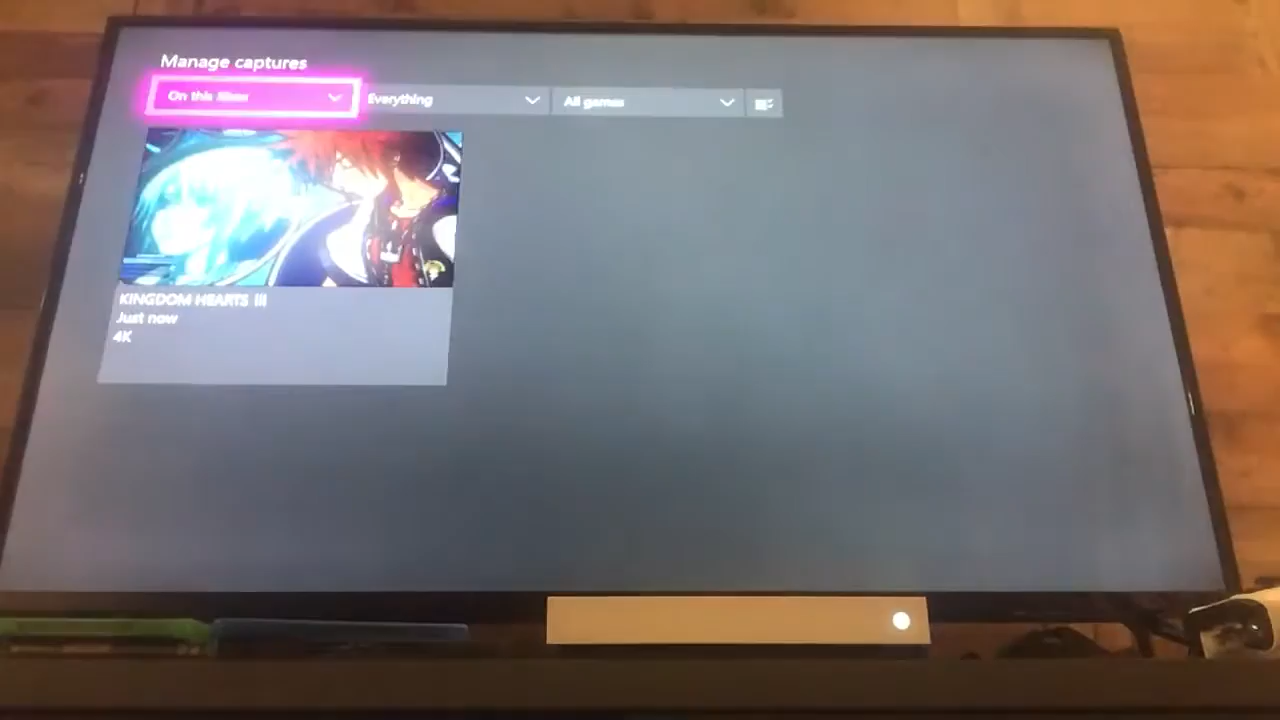 Manage captures
On this Xbox
Everything
All games
KINGDOM HEARTS III
Just now
4K